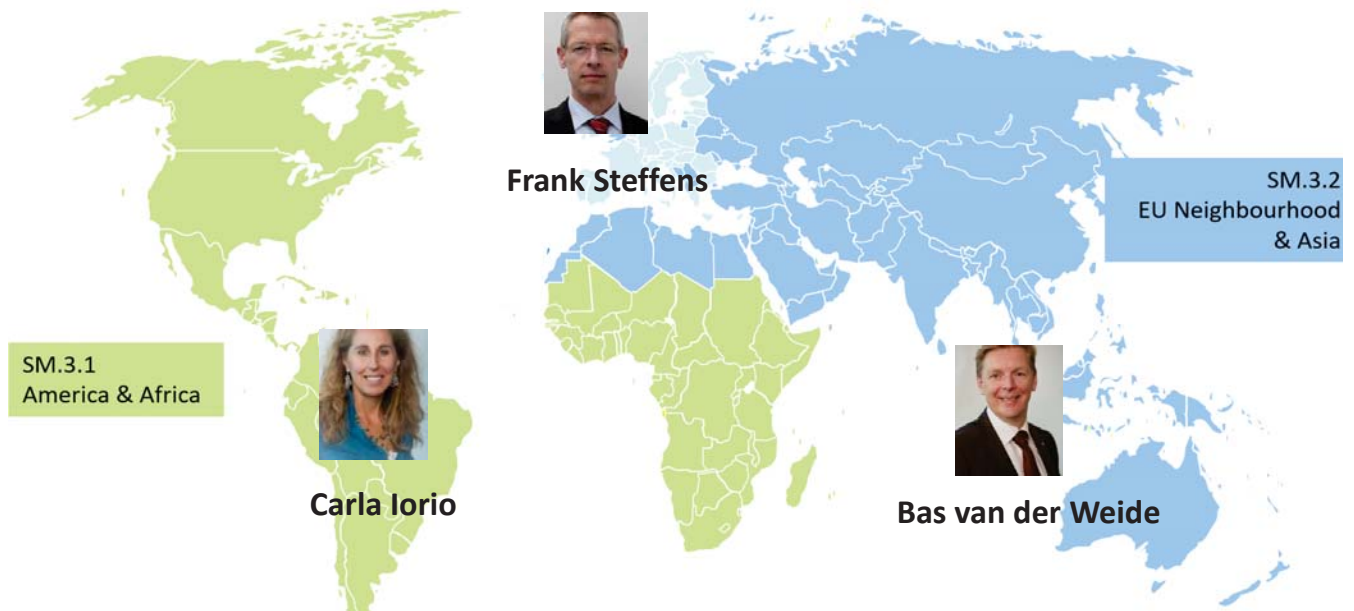 Frank Steffens
SM.3.2
EU Neighbourhood
& Asia
SM.3.1
America & Africa
Carla Iorio
Bas van der Weide